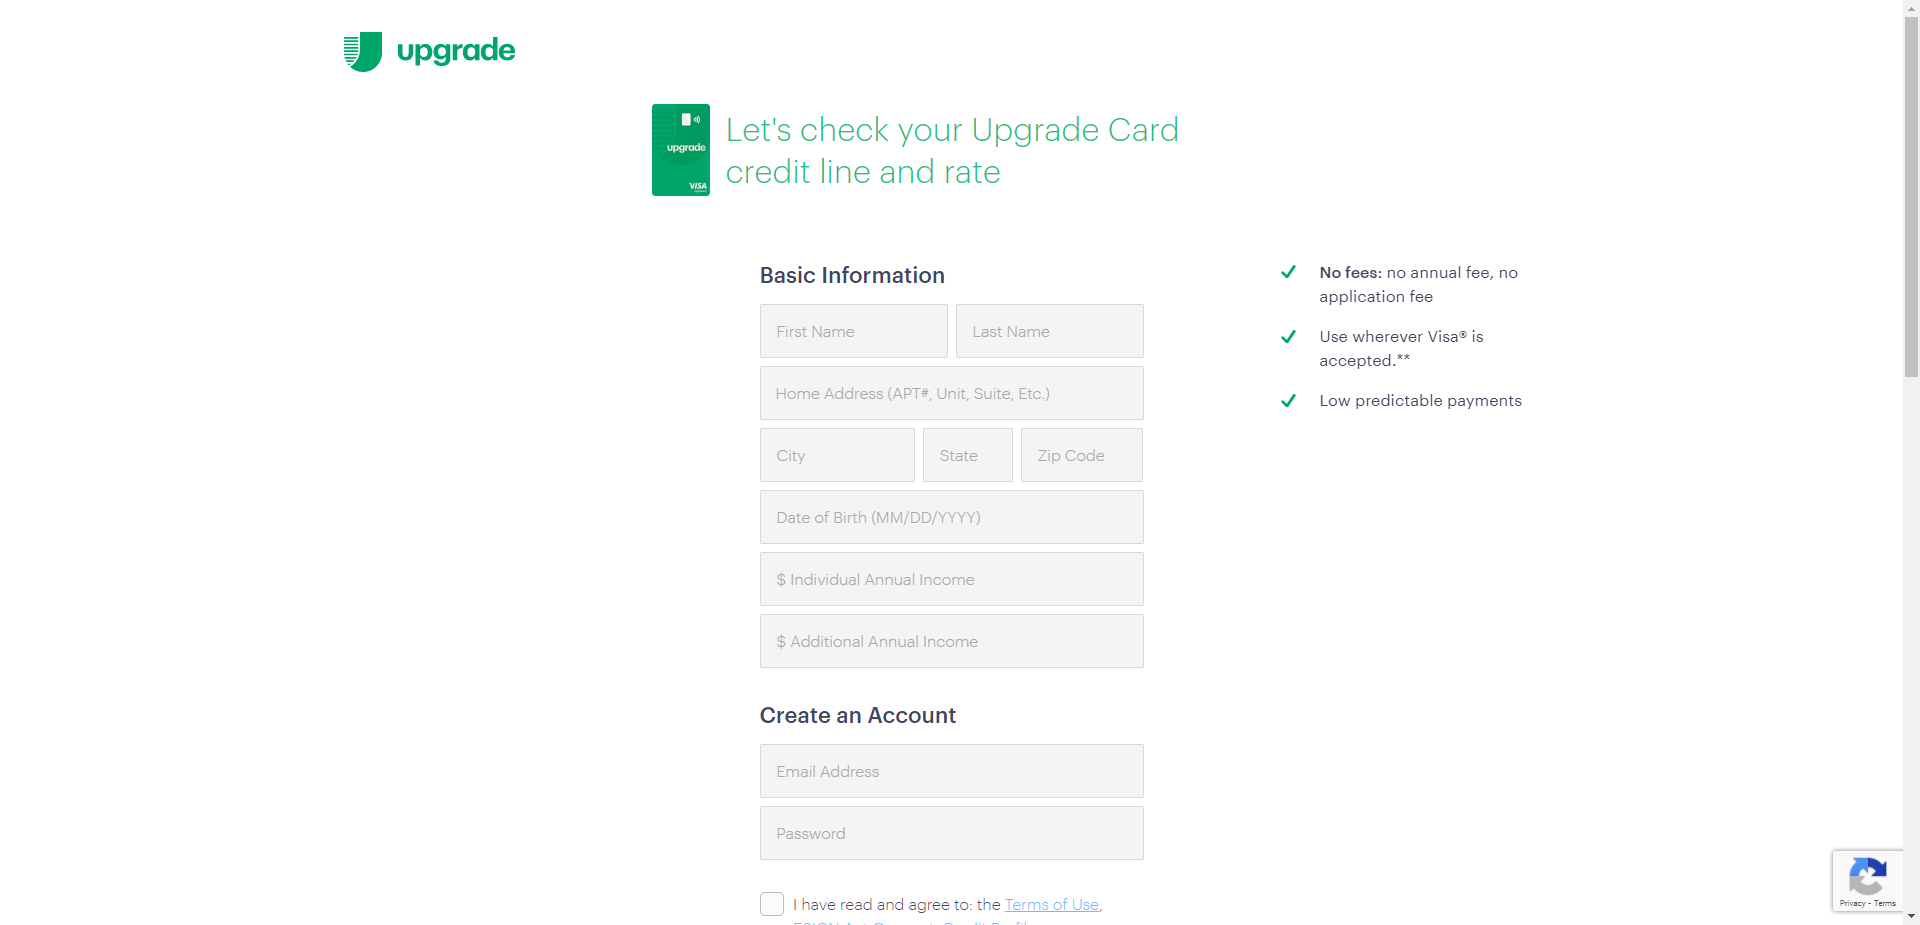 upgrade
upgrade
VISA
Let's check your Upgrade Card
credit line and rate
Basic Information
First Name
Last Name
Home Address (APT#, Unit, Suite, Etc.)
City
State
Zip Code
Date of Birth (MM/DD/YYYY)
$ Individual Annual Income
$ Additional Annual Income
Create an Account
Email Address
Password
I have read and agree to: the Terms of Use,
No fees: no annual fee, no
application fee
Use wherever Visa® is
accepted.**
Low predictable payments
Privacy - Terms